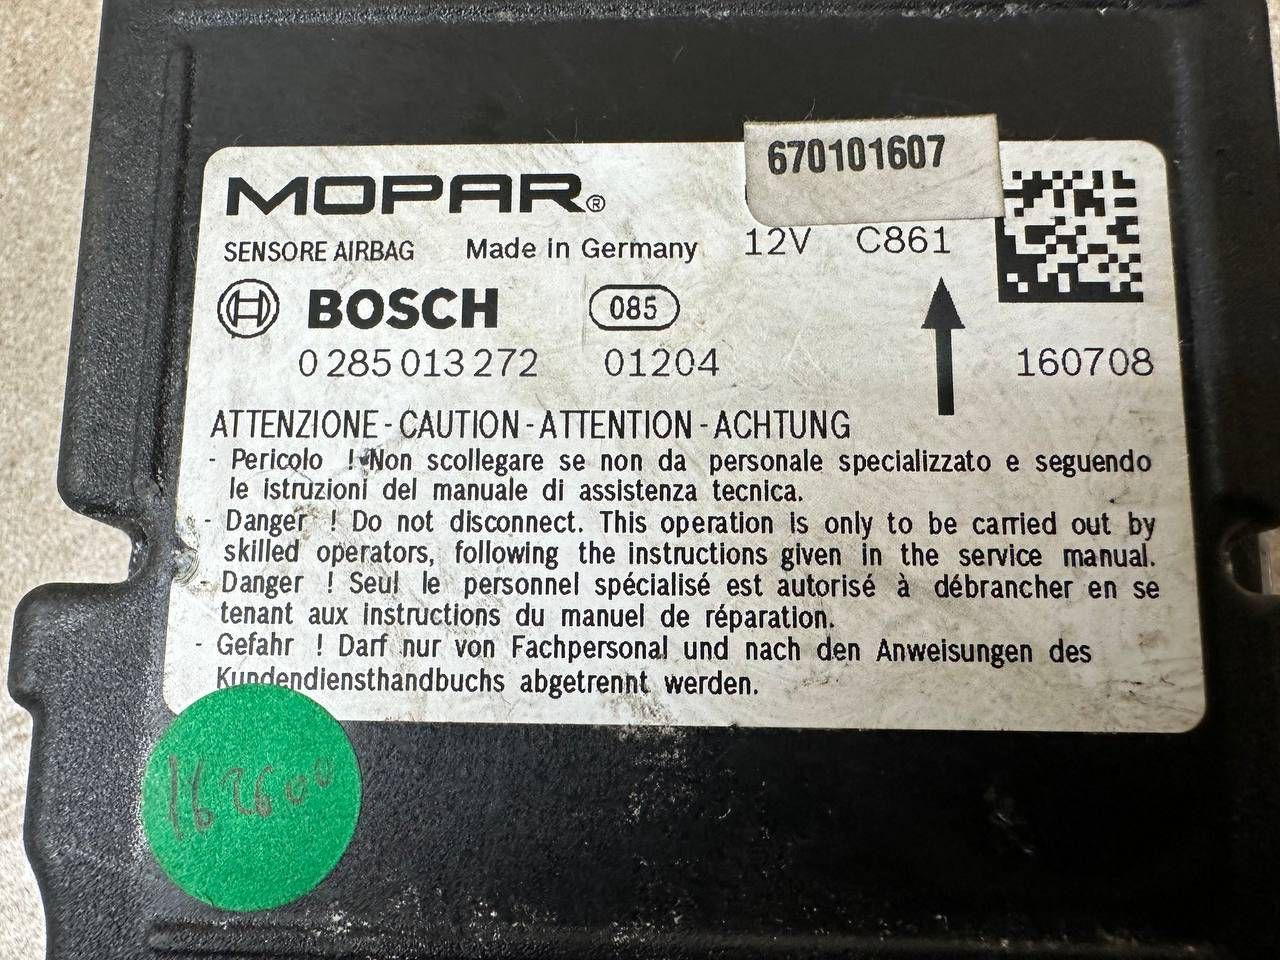 670101607
MOPAR®
SENSORE AIRBAG Made in Germany 12V C861
BOSCH 085
0 285 013 272 01204 160708
ATTENZIONE - CAUTION - ATTENTION - ACHTUNG
- Pericolo ! Non scollegare se non da personale specializzato e seguendo
le istruzioni del manuale di assistenza tecnica.
- Danger ! Do not disconnect. This operation is only to be carried out by
skilled operators, following the instructions given in the service manual.
Danger ! Seul le personnel spécialisé est autorisé à débrancher en se
tenant aux instructions du manuel de réparation.
- Gefahr ! Darf nur von Fachpersonal und nach den Anweisungen des
Kundendiensthandbuchs abgetrennt werden.
162600